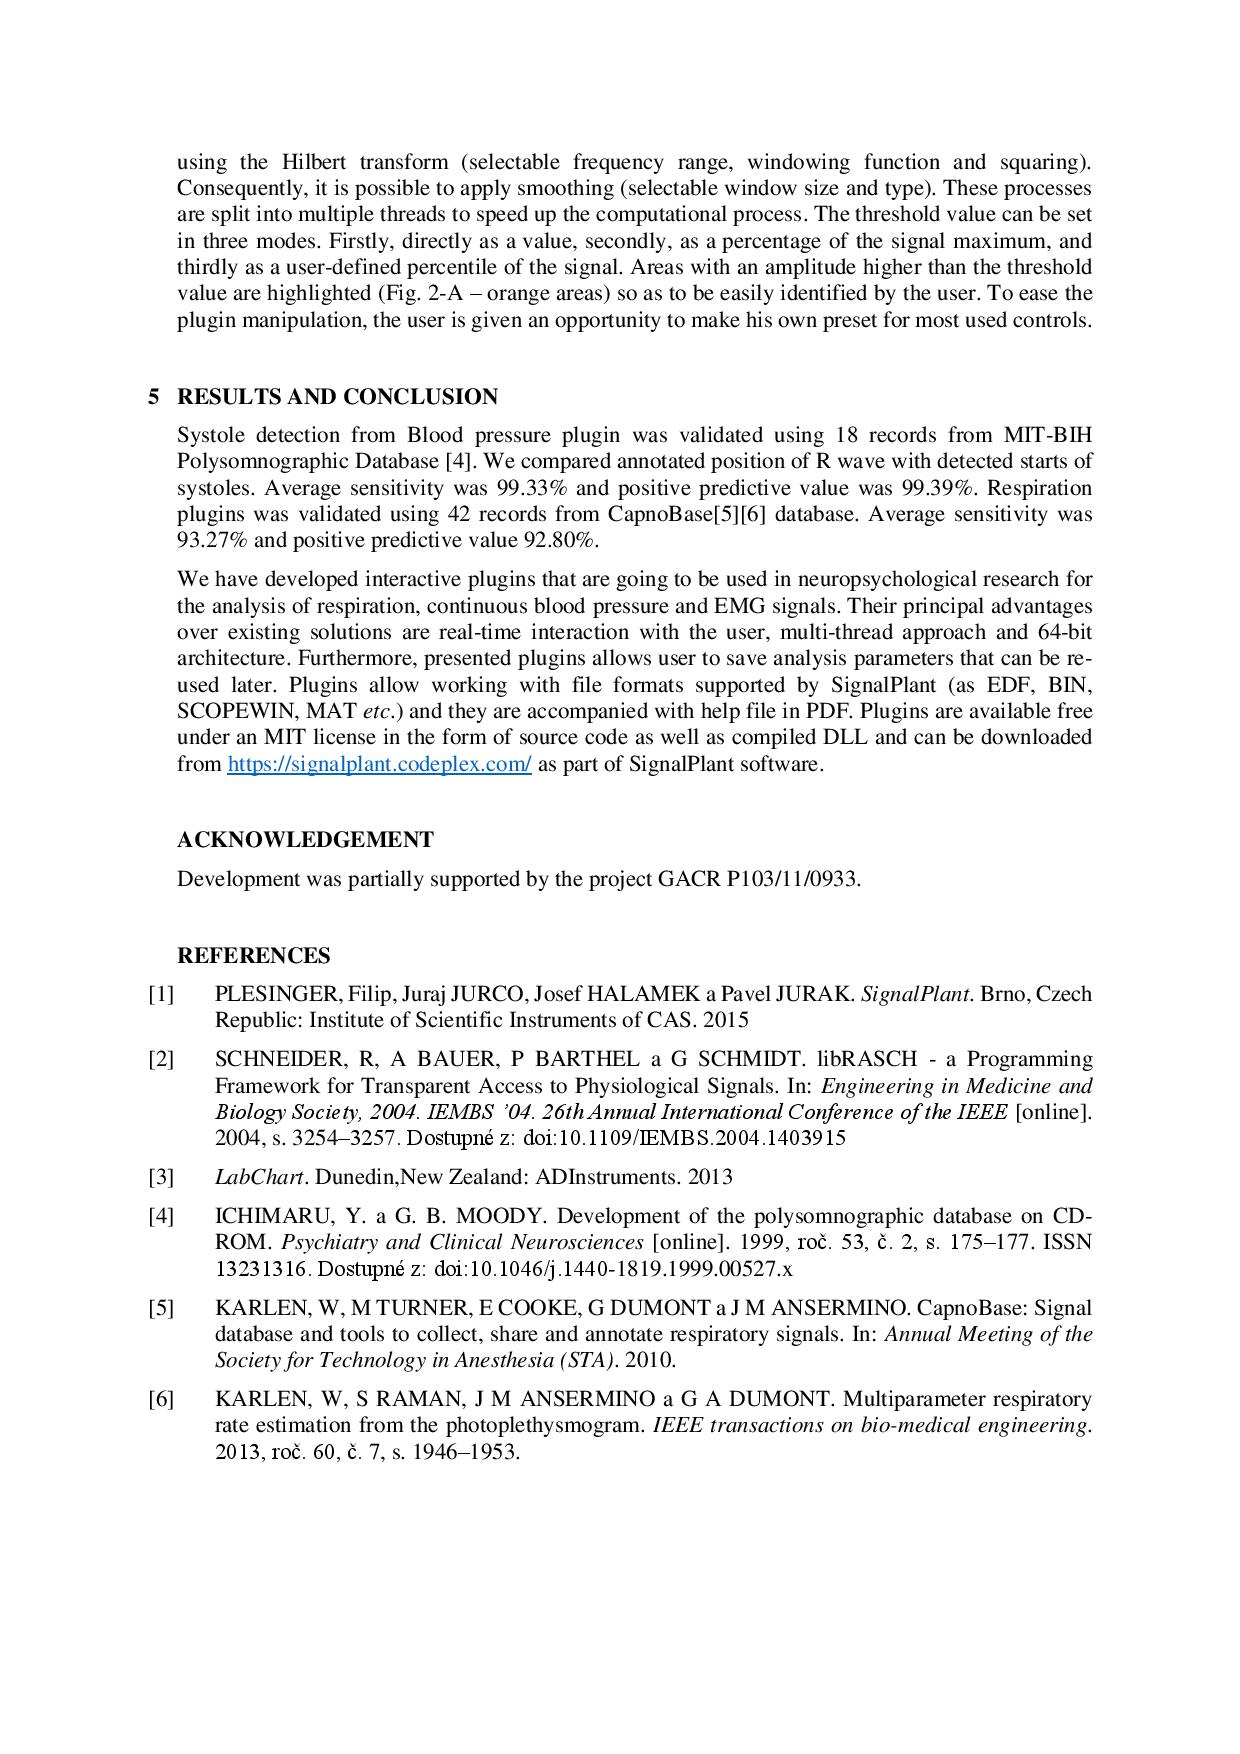 using the Hilbert transform (selectable frequency range, windowing function and squaring).
Consequently, it is possible to apply smoothing (selectable window size and type). These processes
are split into multiple threads to speed up the computational process. The threshold value can be set
in three modes. Firstly, directly as a value, secondly, as a percentage of the signal maximum, and
thirdly as a user-defined percentile of the signal. Areas with an amplitude higher than the threshold
value are highlighted (Fig. 2-A – orange areas) so as to be easily identified by the user. To ease the
plugin manipulation, the user is given an opportunity to make his own preset for most used controls.
5 RESULTS AND CONCLUSION
Systole detection from Blood pressure plugin was validated using 18 records from MIT-BIH
Polysomnographic Database [4]. We compared annotated position of R wave with detected starts of
systoles. Average sensitivity was 99.33% and positive predictive value was 99.39%. Respiration
plugins was validated using 42 records from CapnoBase[5][6] database. Average sensitivity was
93.27% and positive predictive value 92.80%.
We have developed interactive plugins that are going to be used in neuropsychological research for
the analysis of respiration, continuous blood pressure and EMG signals. Their principal advantages
over existing solutions are real-time interaction with the user, multi-thread approach and 64-bit
architecture. Furthermore, presented plugins allows user to save analysis parameters that can be re-
used later. Plugins allow working with file formats supported by SignalPlant (as EDF, BIN,
SCOPEWIN, MAT etc.) and they are accompanied with help file in PDF. Plugins are available free
under an MIT license in the form of source code as well as compiled DLL and can be downloaded
from https://signalplant.codeplex.com/ as part of SignalPlant software.
ACKNOWLEDGEMENT
Development was partially supported by the project GACR P103/11/0933.
REFERENCES
[1] PLESINGER, Filip, Juraj JURCO, Josef HALAMEK a Pavel JURAK. SignalPlant. Brno, Czech
Republic: Institute of Scientific Instruments of CAS. 2015
[2] SCHNEIDER, R, A BAUER, P BARTHEL a G SCHMIDT. libRASCH - a Programming
Framework for Transparent Access to Physiological Signals. In: Engineering in Medicine and
Biology Society, 2004. IEMBS ’04. 26th Annual International Conference of the IEEE [online].
2004, s. 3254–3257. Dostupné z: doi:10.1109/IEMBS.2004.1403915
[3] LabChart. Dunedin,New Zealand: ADInstruments. 2013
[4] ICHIMARU, Y. a G. B. MOODY. Development of the polysomnographic database on CD-
ROM. Psychiatry and Clinical Neurosciences [online]. 1999, roč. 53, č. 2, s. 175–177. ISSN
13231316. Dostupné z: doi:10.1046/j.1440-1819.1999.00527.x
[5] KARLEN, W, M TURNER, E COOKE, G DUMONT a J M ANSERMINO. CapnoBase: Signal
database and tools to collect, share and annotate respiratory signals. In: Annual Meeting of the
Society for Technology in Anesthesia (STA). 2010.
[6] KARLEN, W, S RAMAN, J M ANSERMINO a G A DUMONT. Multiparameter respiratory
rate estimation from the photoplethysmogram. IEEE transactions on bio-medical engineering.
2013, roč. 60, č. 7, s. 1946–1953.